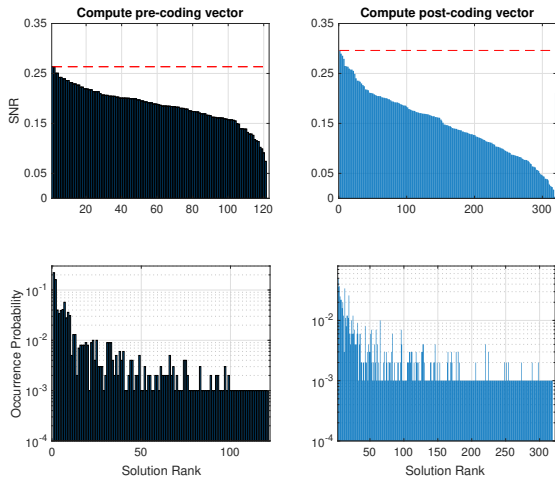 Compute pre-coding vector
Compute post-coding vector
SNR
0.35
0.25
0.15
0.05
0
20 40 60 80 100 120
0.35
0.25
0.15
0.05
0
0 100 200 300
Occurrence Probability
10^-1
10^-2
10^-3
10^-4
0 50 100
Solution Rank
10^-2
10^-3
10^-4
50 100 150 200 250 300
Solution Rank